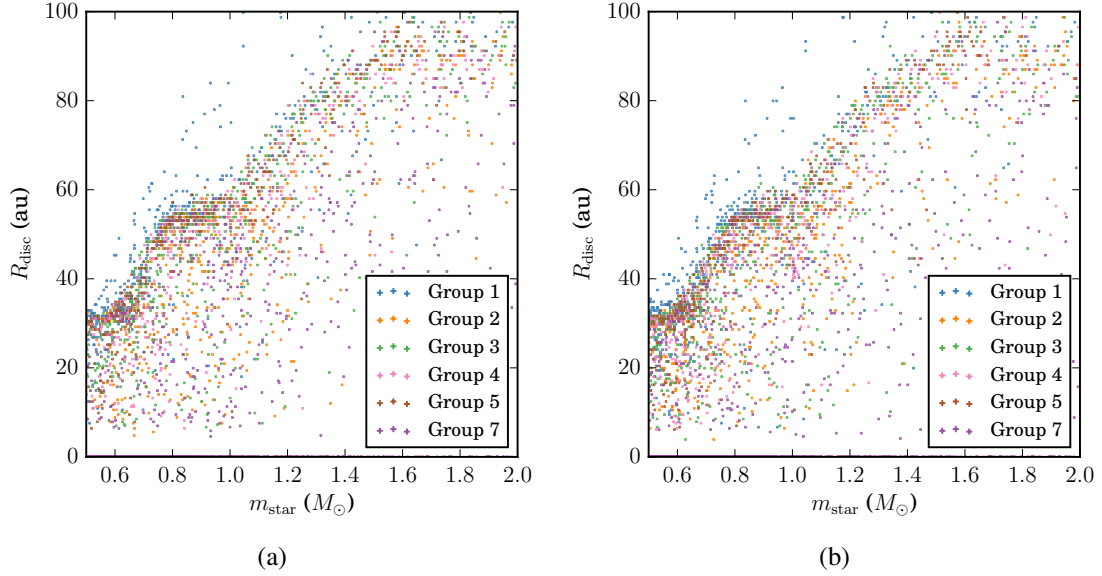 100
80
60
40
20
0
R_disc (au)
0.6 0.8 1.0 1.2 1.4 1.6 1.8 2.0
m_star (M_⊙)
Group 1
Group 2
Group 3
Group 4
Group 5
Group 7
(a)
100
80
60
40
20
0
R_disc (au)
0.6 0.8 1.0 1.2 1.4 1.6 1.8 2.0
m_star (M_⊙)
Group 1
Group 2
Group 3
Group 4
Group 5
Group 7
(b)